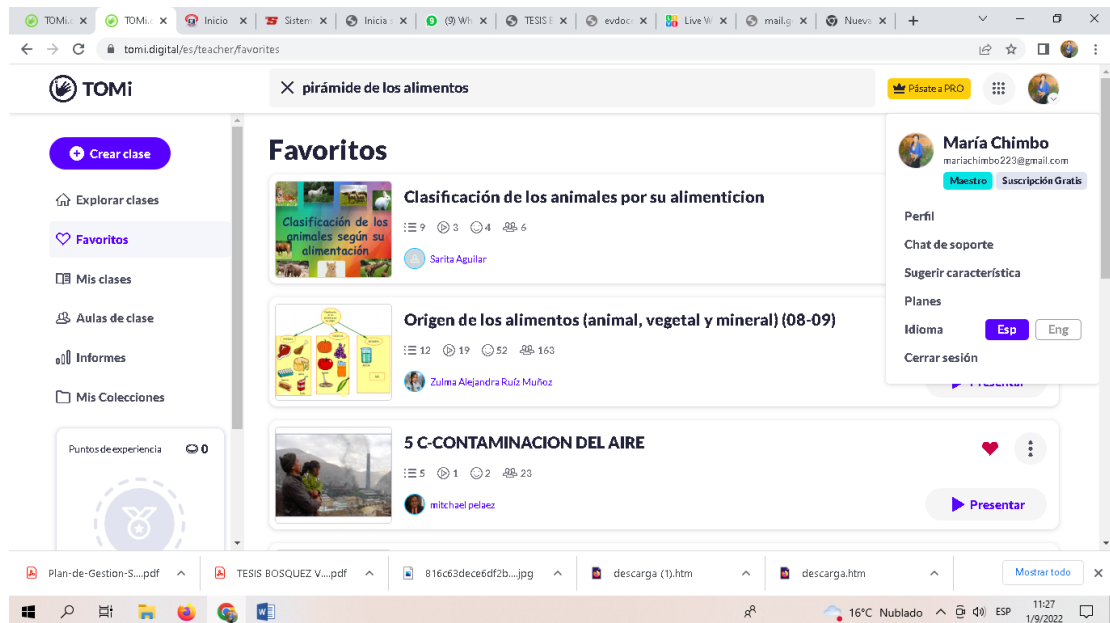 TOMi.c
TOMi.c
Inicio
Sistem
Inicia s
(9) Wh
TESIS B
evdoc
Live W
mail.g
Nueva
tomi.digital/es/teacher/favorites
TOMi
pirámide de los alimentos
Pásate a PRO
Crear clase
Explorar clases
Favoritos
Mis clases
Aulas de clase
Informes
Mis Colecciones
Puntos de experiencia 0
Favoritos
Clasificación de los animales según su alimentación
Clasificación de los animales por su alimenticion
9 3 4 6
Sarita Aguilar
Origen de los alimentos (animal, vegetal y mineral) (08-09)
12 19 52 163
Zulma Alejandra Ruíz Muñoz
5 C-CONTAMINACION DEL AIRE
5 1 2 23
mitchael pelaez
Presentar
María Chimbo
mariachimbo223@gmail.com
Maestro Suscripción Gratis
Perfil
Chat de soporte
Sugerir característica
Planes
Idioma Esp Eng
Cerrar sesión
Plan-de-Gestion-S....pdf
TESIS BOSQUEZ V....pdf
816c63dece6df2b....jpg
descarga (1).htm
descarga.htm
Mostrar todo
16°C Nublado
ESP
11:27
1/9/2022